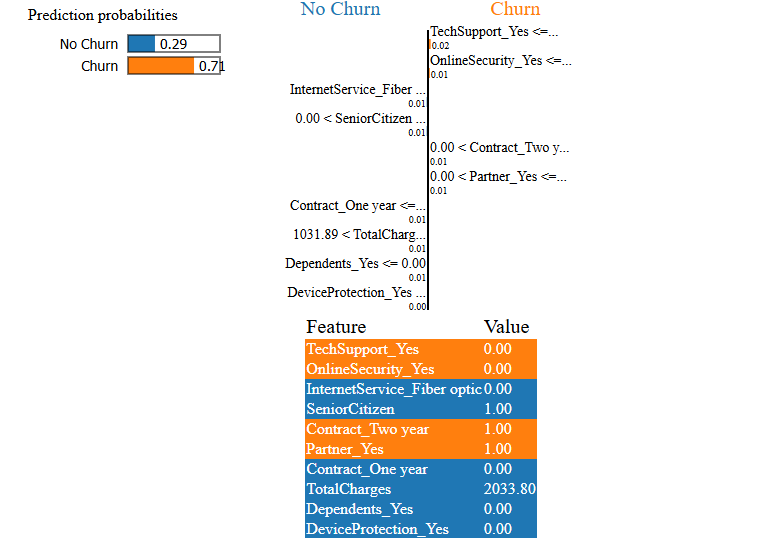 Prediction probabilities
No Churn 0.29
Churn 0.71
No Churn Churn
TechSupport_Yes <=...
0.02
OnlineSecurity_Yes <=...
0.01
InternetService_Fiber ...
0.01
0.00 < SeniorCitizen ...
0.01
0.00 < Contract_Two y...
0.01
0.00 < Partner_Yes <=...
0.01
Contract_One year <=...
0.01
1031.89 < TotalCharg...
0.01
Dependents_Yes <= 0.00
0.01
DeviceProtection_Yes ...
0.00
Feature Value
TechSupport_Yes 0.00
OnlineSecurity_Yes 0.00
InternetService_Fiber optic 0.00
SeniorCitizen 1.00
Contract_Two year 1.00
Partner_Yes 1.00
Contract_One year 0.00
TotalCharges 2033.80
Dependents_Yes 0.00
DeviceProtection_Yes 0.00